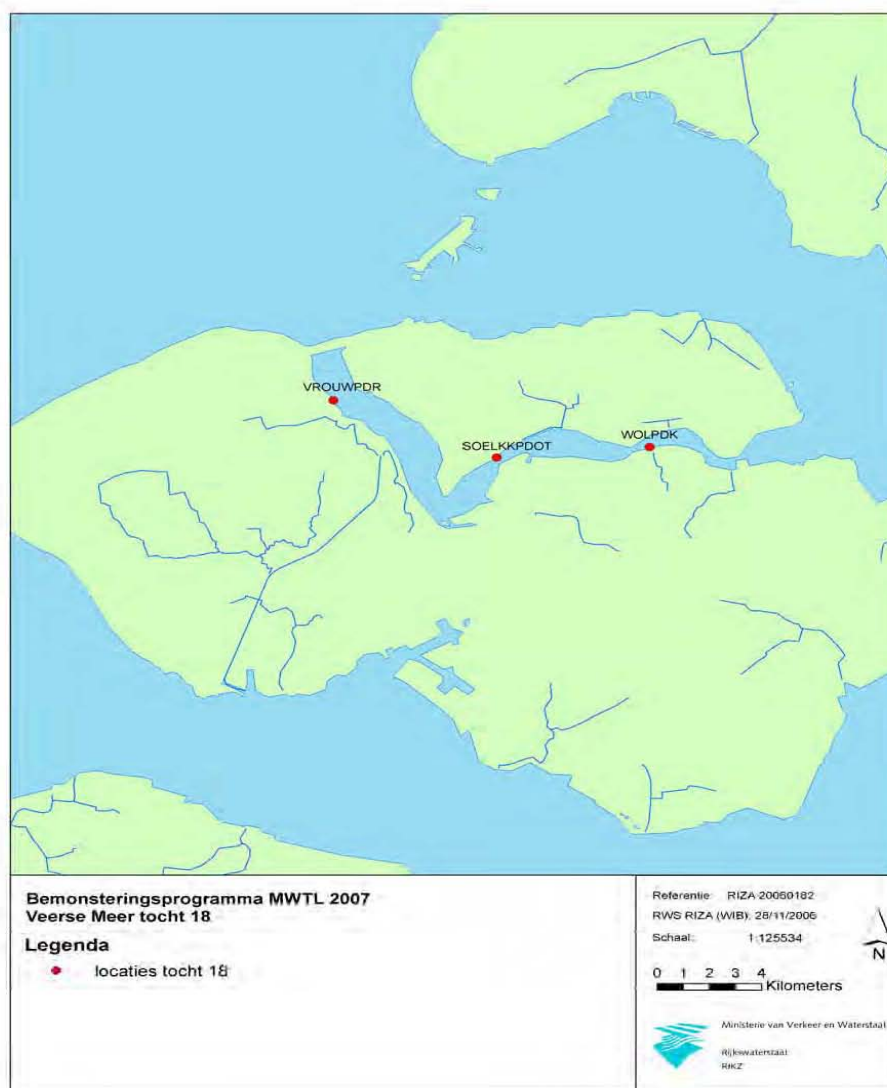 VROUWPDR
SOELKKPDOT
WOLPDK
Bemonsteringsprogramma MWTL 2007
Veerse Meer tocht 18
Legenda
locaties tocht 18
Referentie: RIZA 20060182
RWS RIZA (WIB), 28/11/2006
Schaal: 1:125534
N
0 1 2 3 4
Kilometers
Ministerie van Verkeer en Waterstaat
Rijkswaterstaat
RIKZ